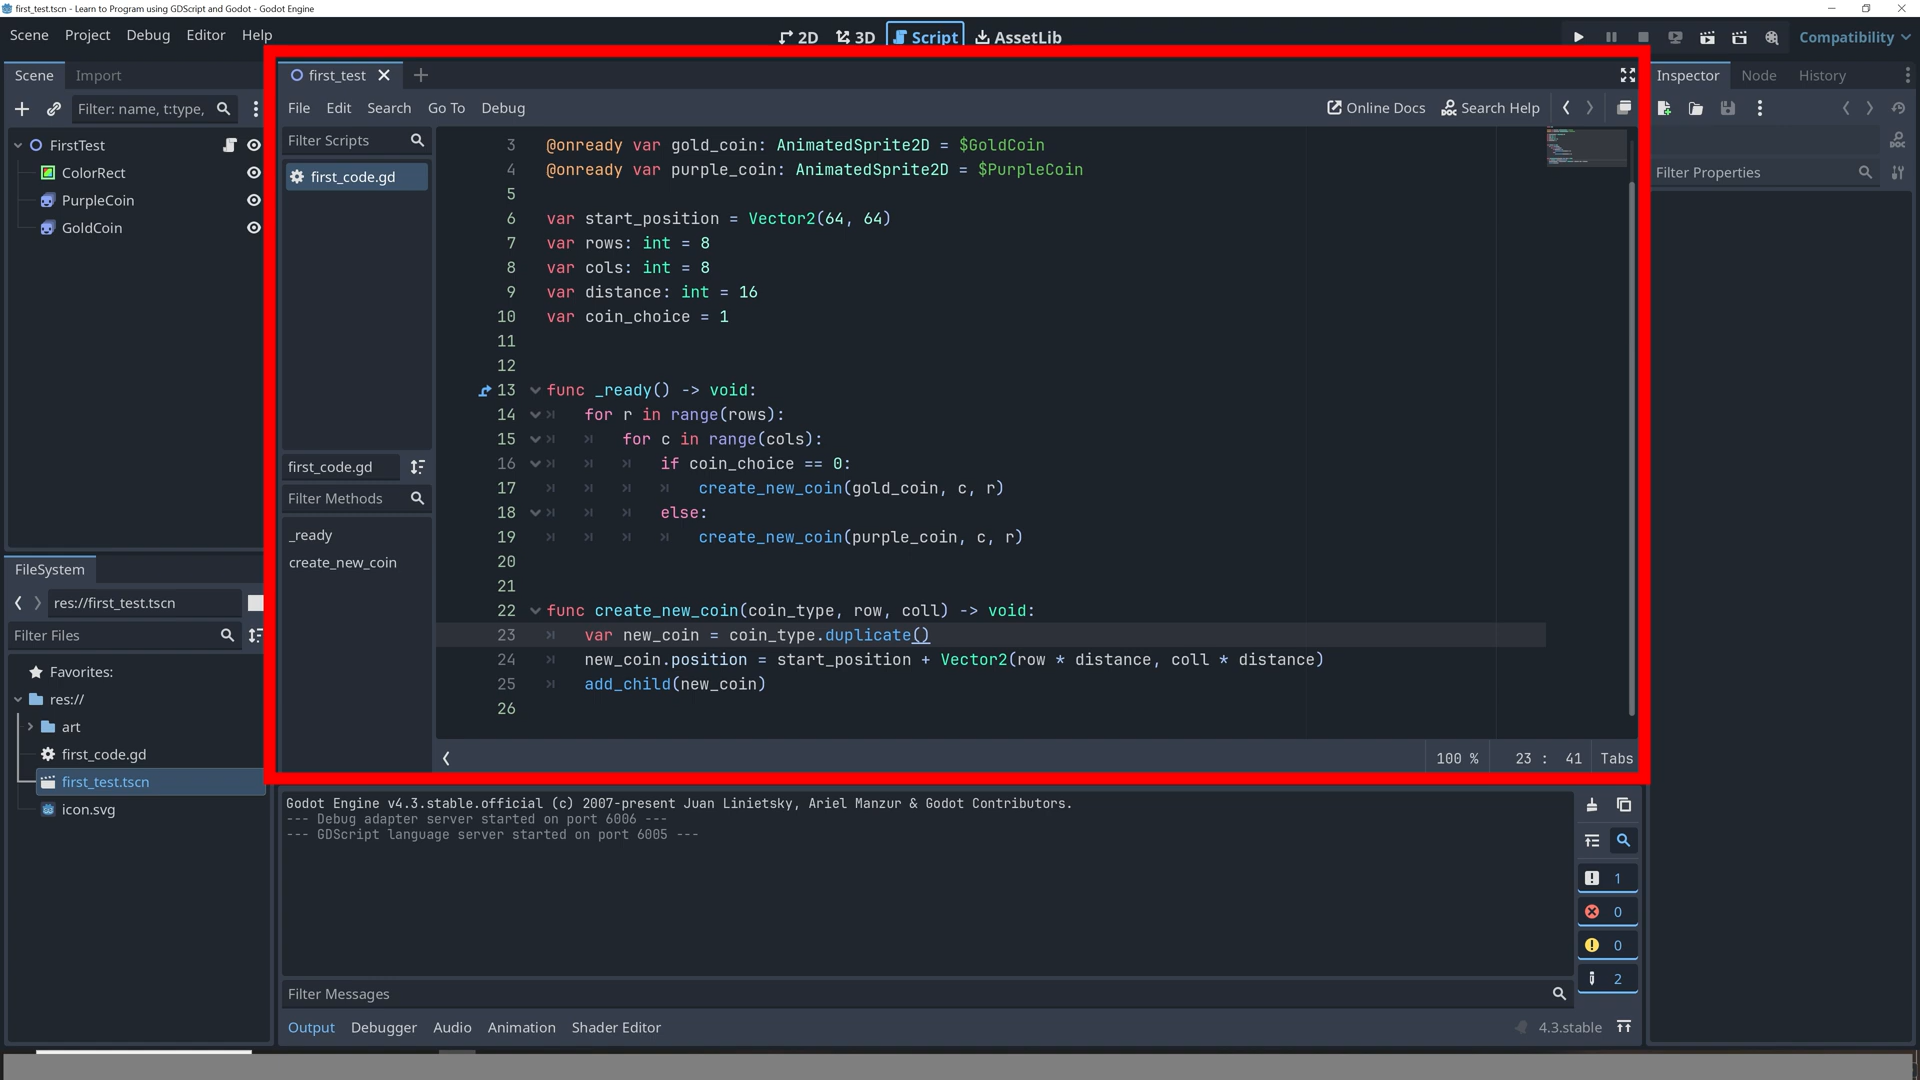 first_test.tscn - Learn to Program using GDScript and Godot - Godot Engine
Scene Project Debug Editor Help
2D 3D Script AssetLib
Compatibility
Scene Import
Filter: name, t:type,
FirstTest
ColorRect
PurpleCoin
GoldCoin
first_test
File Edit Search Go To Debug
Online Docs Search Help
Filter Scripts
first_code.gd
first_code.gd
Filter Methods
_ready
create_new_coin
3 @onready var gold_coin: AnimatedSprite2D = $GoldCoin
4 @onready var purple_coin: AnimatedSprite2D = $PurpleCoin
5
6 var start_position = Vector2(64, 64)
7 var rows: int = 8
8 var cols: int = 8
9 var distance: int = 16
10 var coin_choice = 1
11
12
13 func _ready() -> void:
14 for r in range(rows):
15 for c in range(cols):
16 if coin_choice == 0:
17 create_new_coin(gold_coin, c, r)
18 else:
19 create_new_coin(purple_coin, c, r)
20
21
22 func create_new_coin(coin_type, row, coll) -> void:
23 var new_coin = coin_type.duplicate()
24 new_coin.position = start_position + Vector2(row * distance, coll * distance)
25 add_child(new_coin)
26
100 % 23 : 41 Tabs
Inspector Node History
DOC
Filter Properties
FileSystem
res://first_test.tscn
Filter Files
Favorites:
res://
art
first_code.gd
first_test.tscn
icon.svg
Godot Engine v4.3.stable.official (c) 2007-present Juan Linietsky, Ariel Manzur & Godot Contributors.
--- Debug adapter server started on port 6006 ---
--- GDScript language server started on port 6005 ---
1
0
0
2
Filter Messages
Output Debugger Audio Animation Shader Editor
4.3.stable